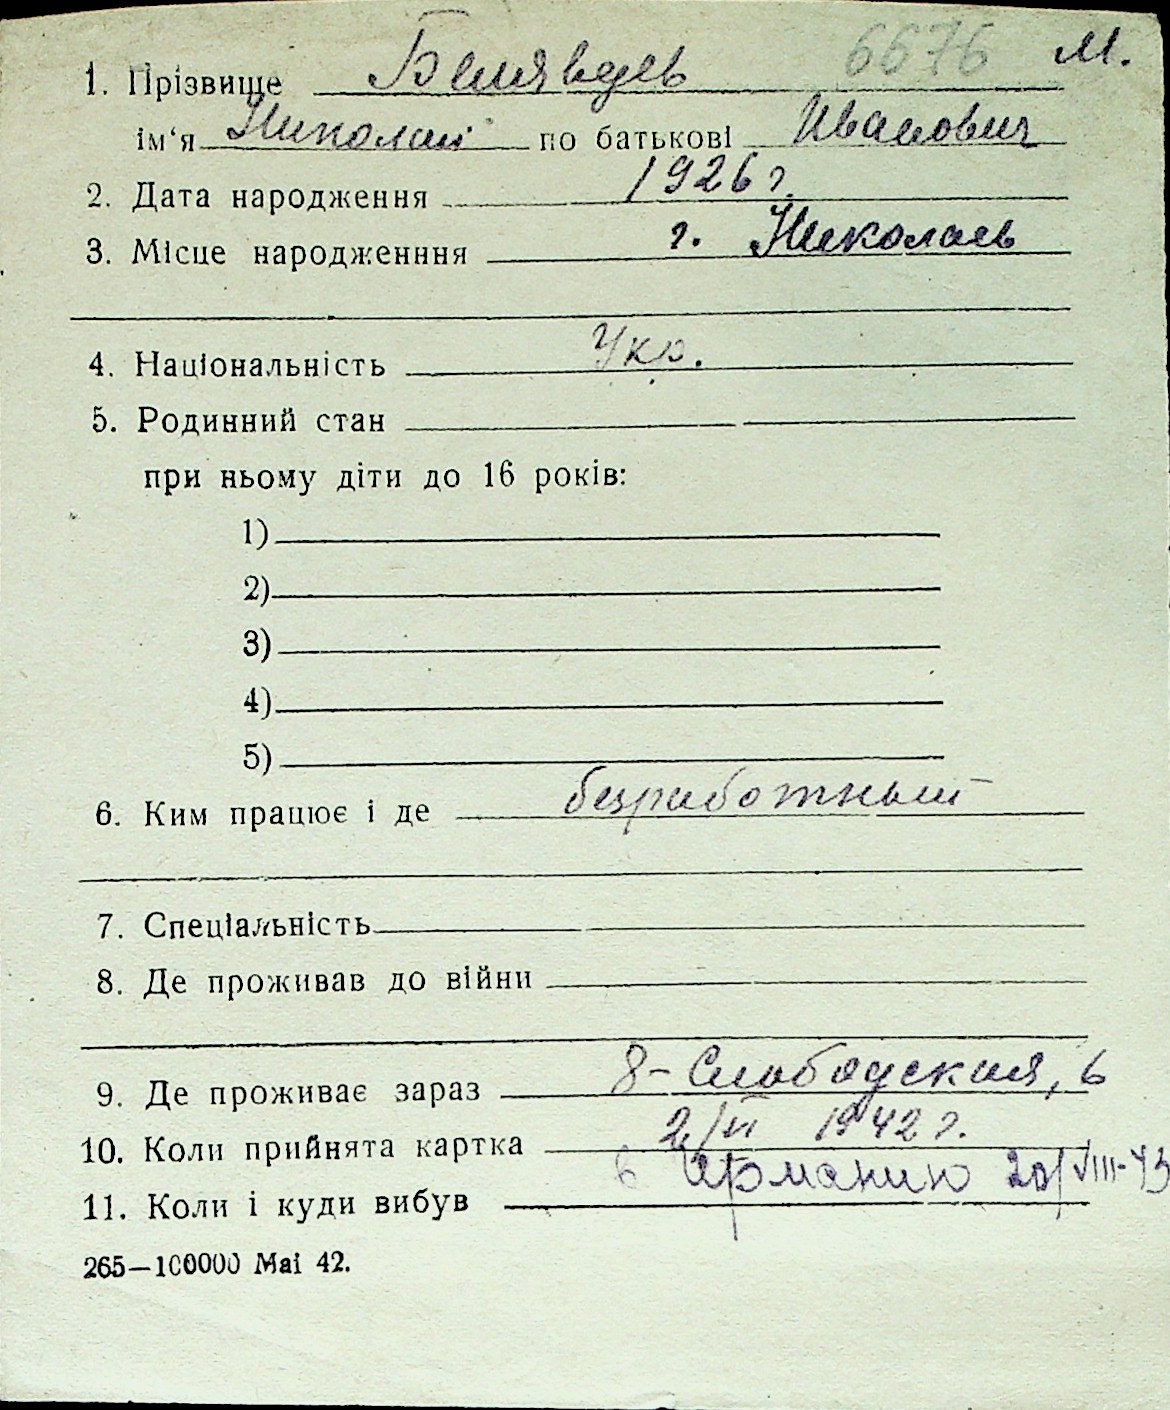 6676 М.
1. Прізвище Белявцев
ім‘я Николай по батькові Иванович
2. Дата народження 1926 г.
3. Місце народженння г. Николаев
4. Національність Укр.
5. Родинний стан
при ньому діти до 16 років:
1)
2)
3)
4)
5)
6. Ким працює і де безработный
7. Спеціальність
8. Де проживав до війни
9. Де проживає зараз 8-Слободская, 6
10. Коли прийнята картка 2/VI 1942 г.
11. Коли і куди вибув в Германию 20/VIII-43
265—100000 Mai 42.